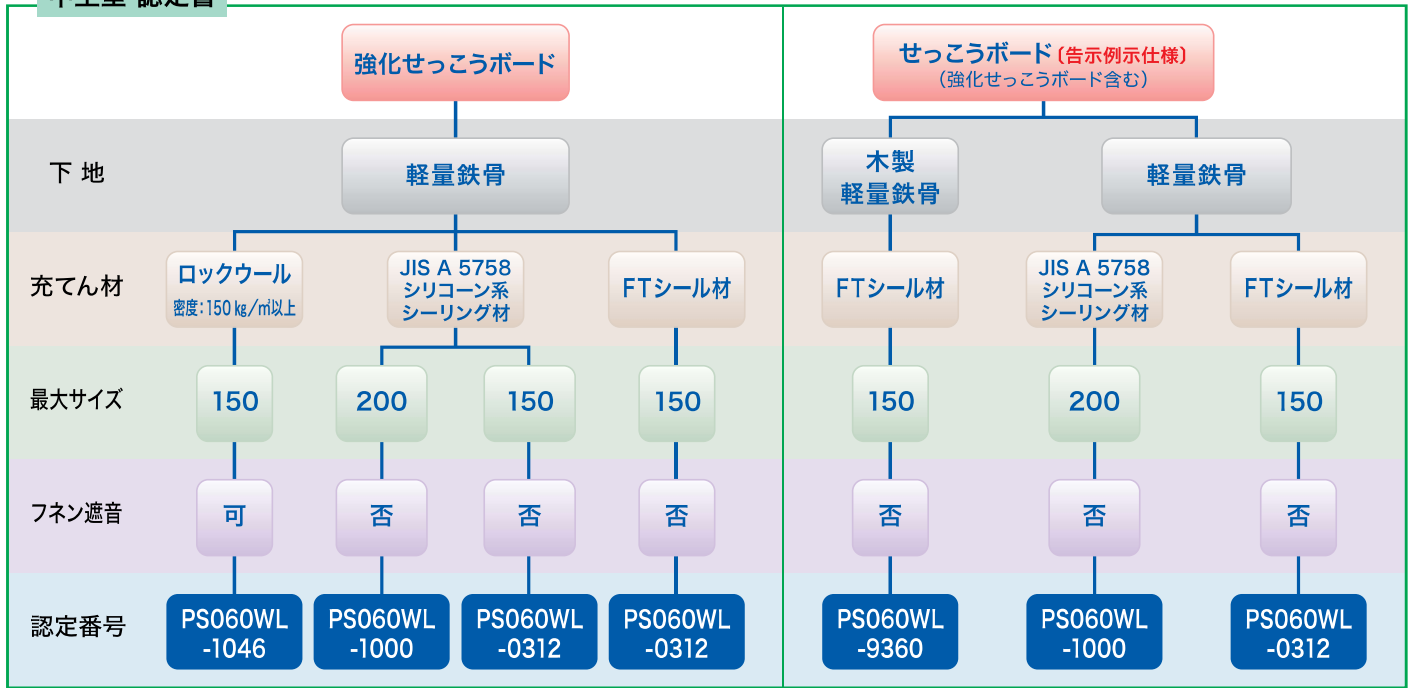 認定書
強化せっこうボード
せっこうボード〔告示例示仕様〕
（強化せっこうボード含む）
下 地
軽量鉄骨
木製
軽量鉄骨
軽量鉄骨
充てん材
ロックウール
密度：150㎏/㎥以上
JIS A 5758
シリコーン系
シーリング材
FTシール材
FTシール材
JIS A 5758
シリコーン系
シーリング材
FTシール材
最大サイズ
150
200
150
150
150
200
150
フネン遮音
可
否
否
否
否
否
否
認定番号
PS060WL
-1046
PS060WL
-1000
PS060WL
-0312
PS060WL
-0312
PS060WL
-9360
PS060WL
-1000
PS060WL
-0312